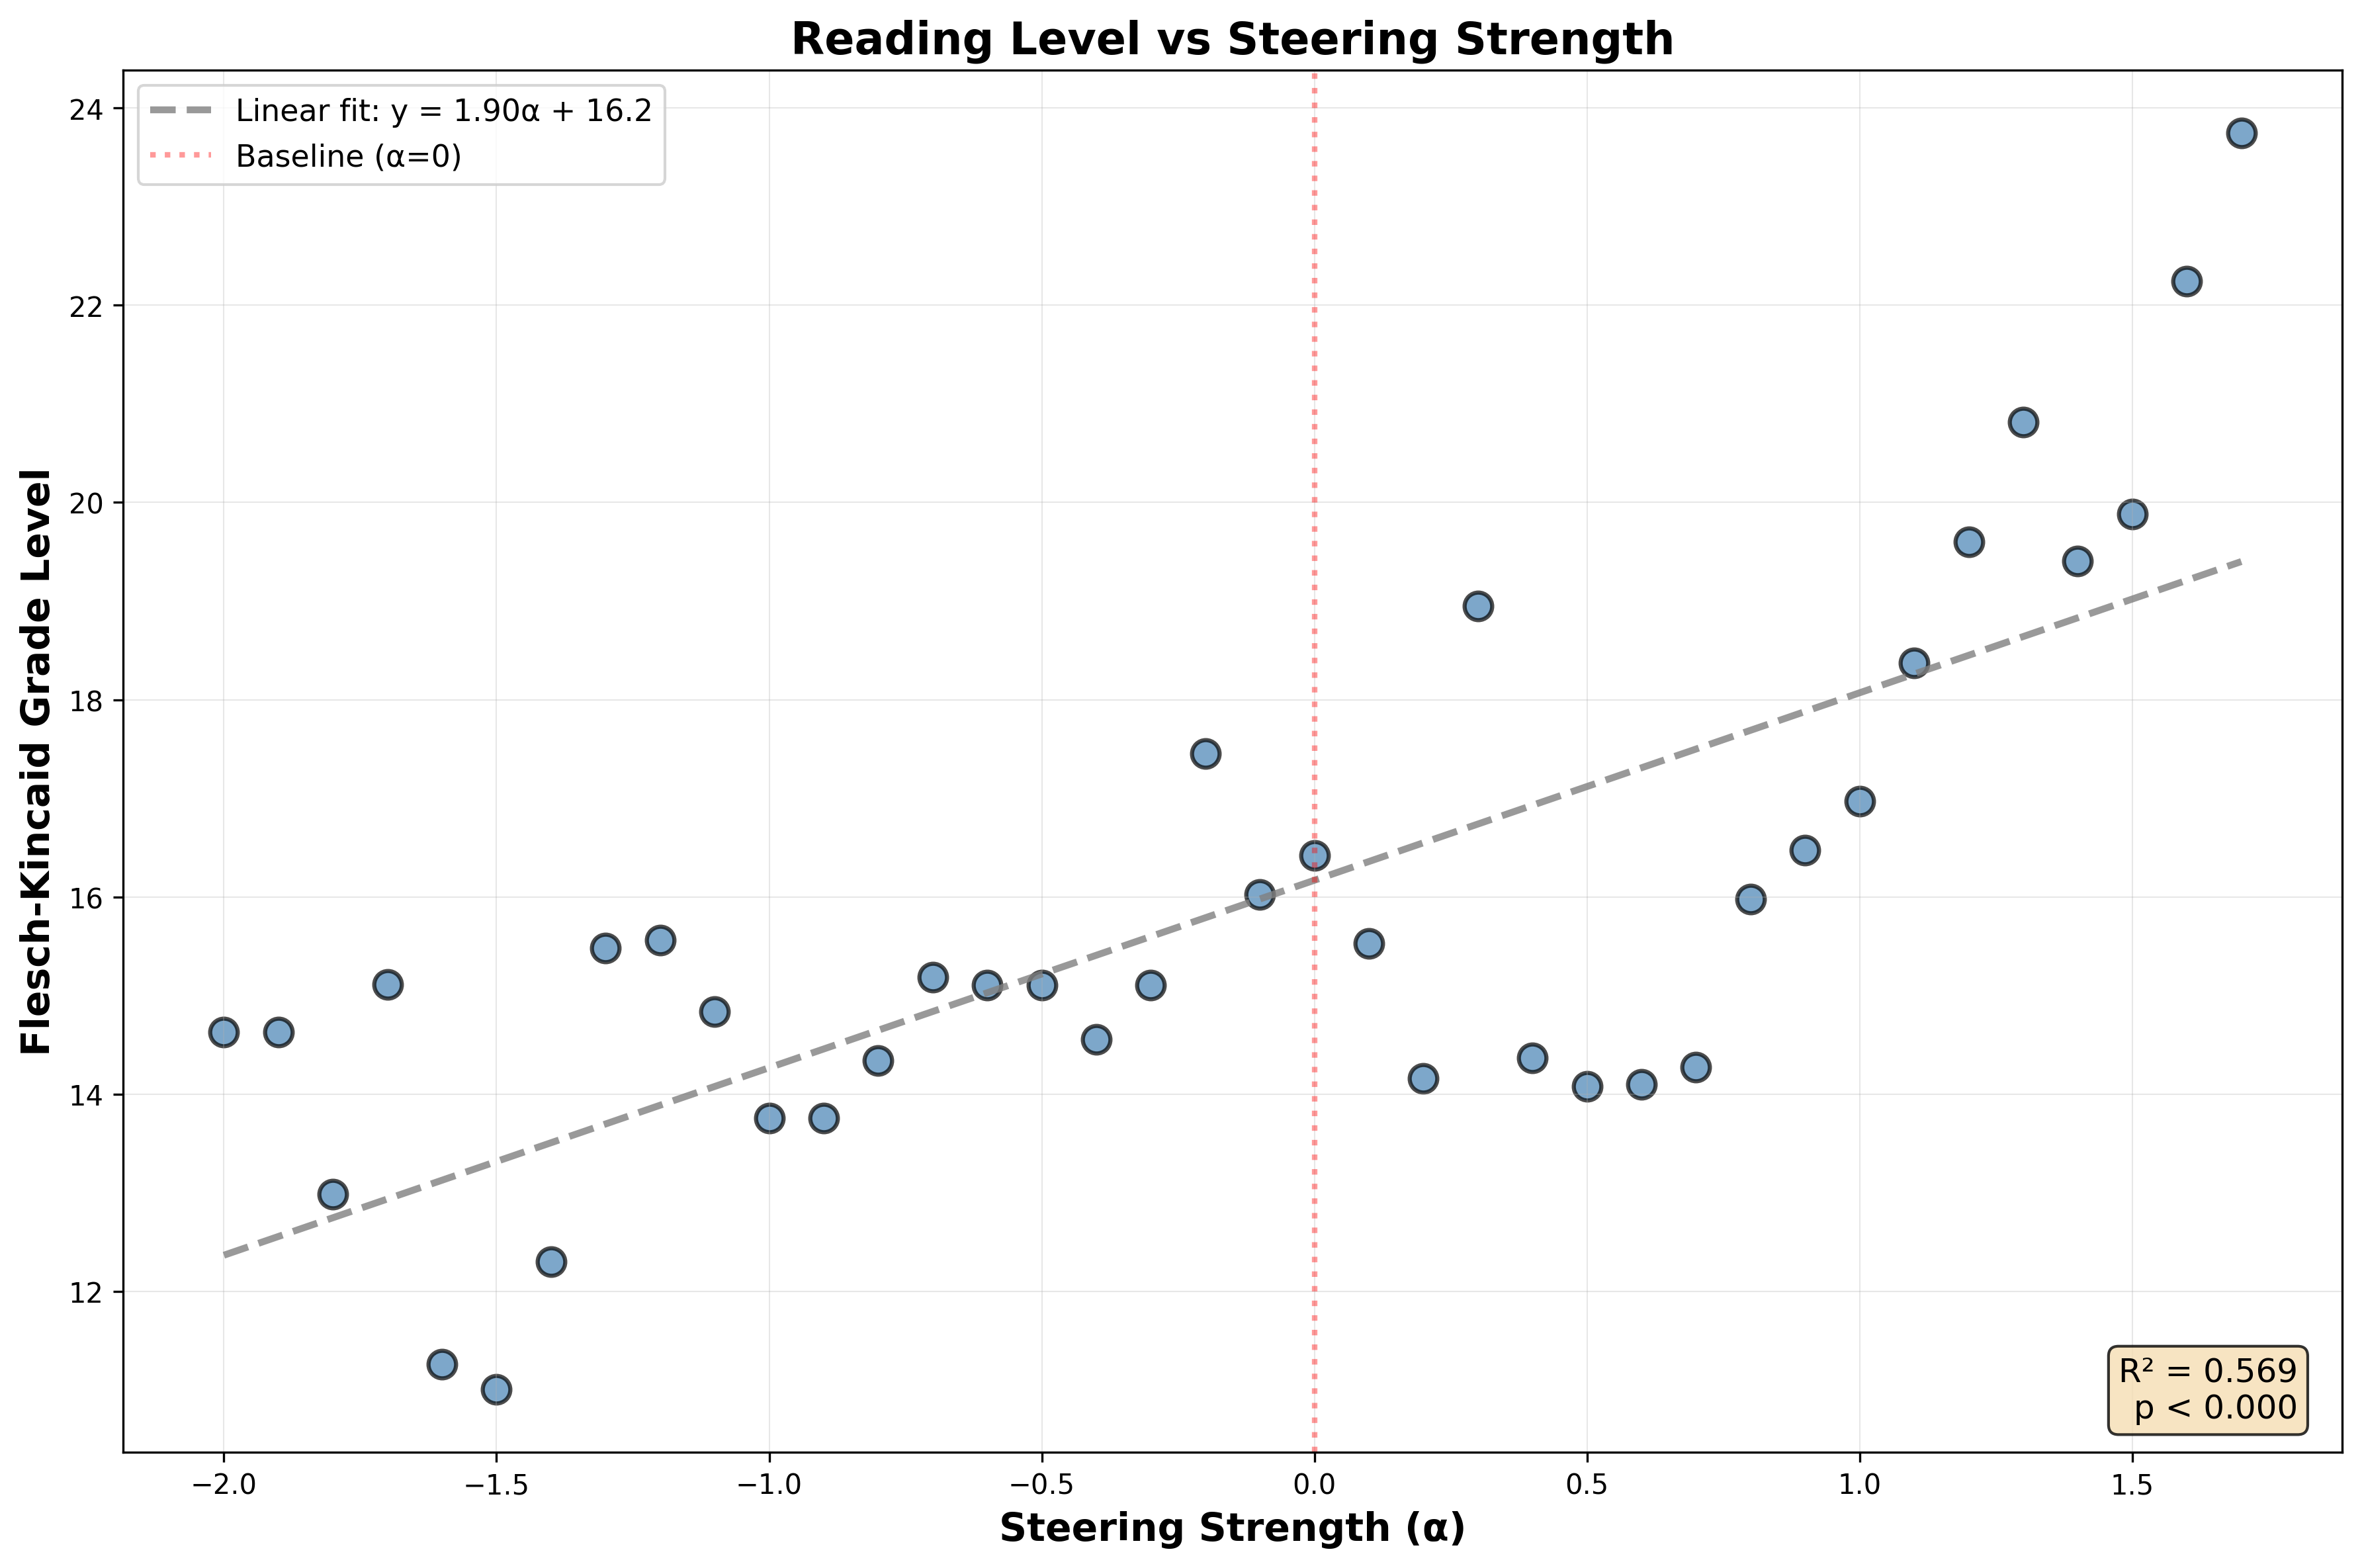 Reading Level vs Steering Strength
Linear fit: y = 1.90α + 16.2
Baseline (α=0)
Flesch-Kincaid Grade Level
24
22
20
18
16
14
12
R² = 0.569
p < 0.000
−2.0
−1.5
−1.0
−0.5
0.0
0.5
1.0
1.5
Steering Strength (α)